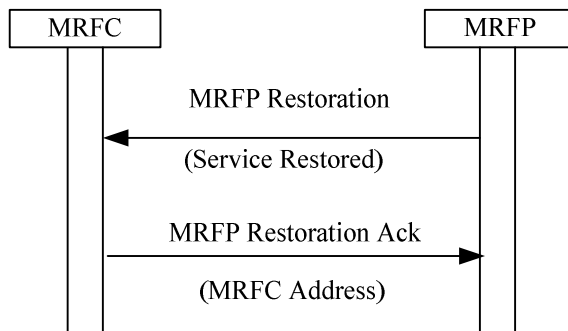 MRFC
MRFP
MRFP Restoration
(Service Restored)
MRFP Restoration Ack
(MRFC Address)